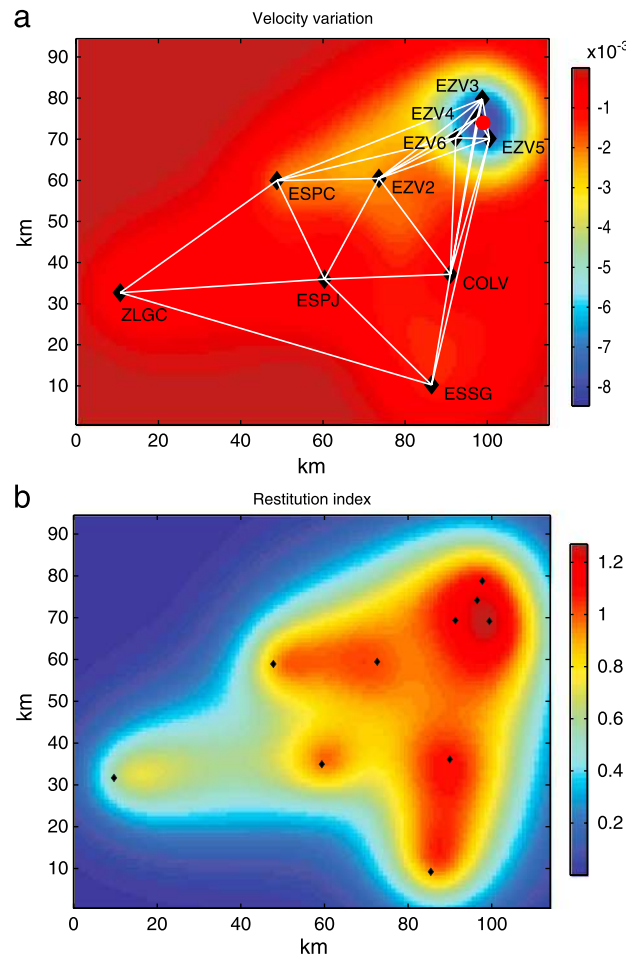 a
Velocity variation
x10⁻³
90
80
70
60
50
40
30
20
10
km
EZV3
EZV4
EZV6
EZV5
ESPC
EZV2
ESPJ
COLV
ZLGC
ESSG
-1
-2
-3
-4
-5
-6
-7
-8
0 20 40 60 80 100
km
b
Restitution index
90
80
70
60
50
40
30
20
10
km
1.2
1
0.8
0.6
0.4
0.2
0 20 40 60 80 100
km